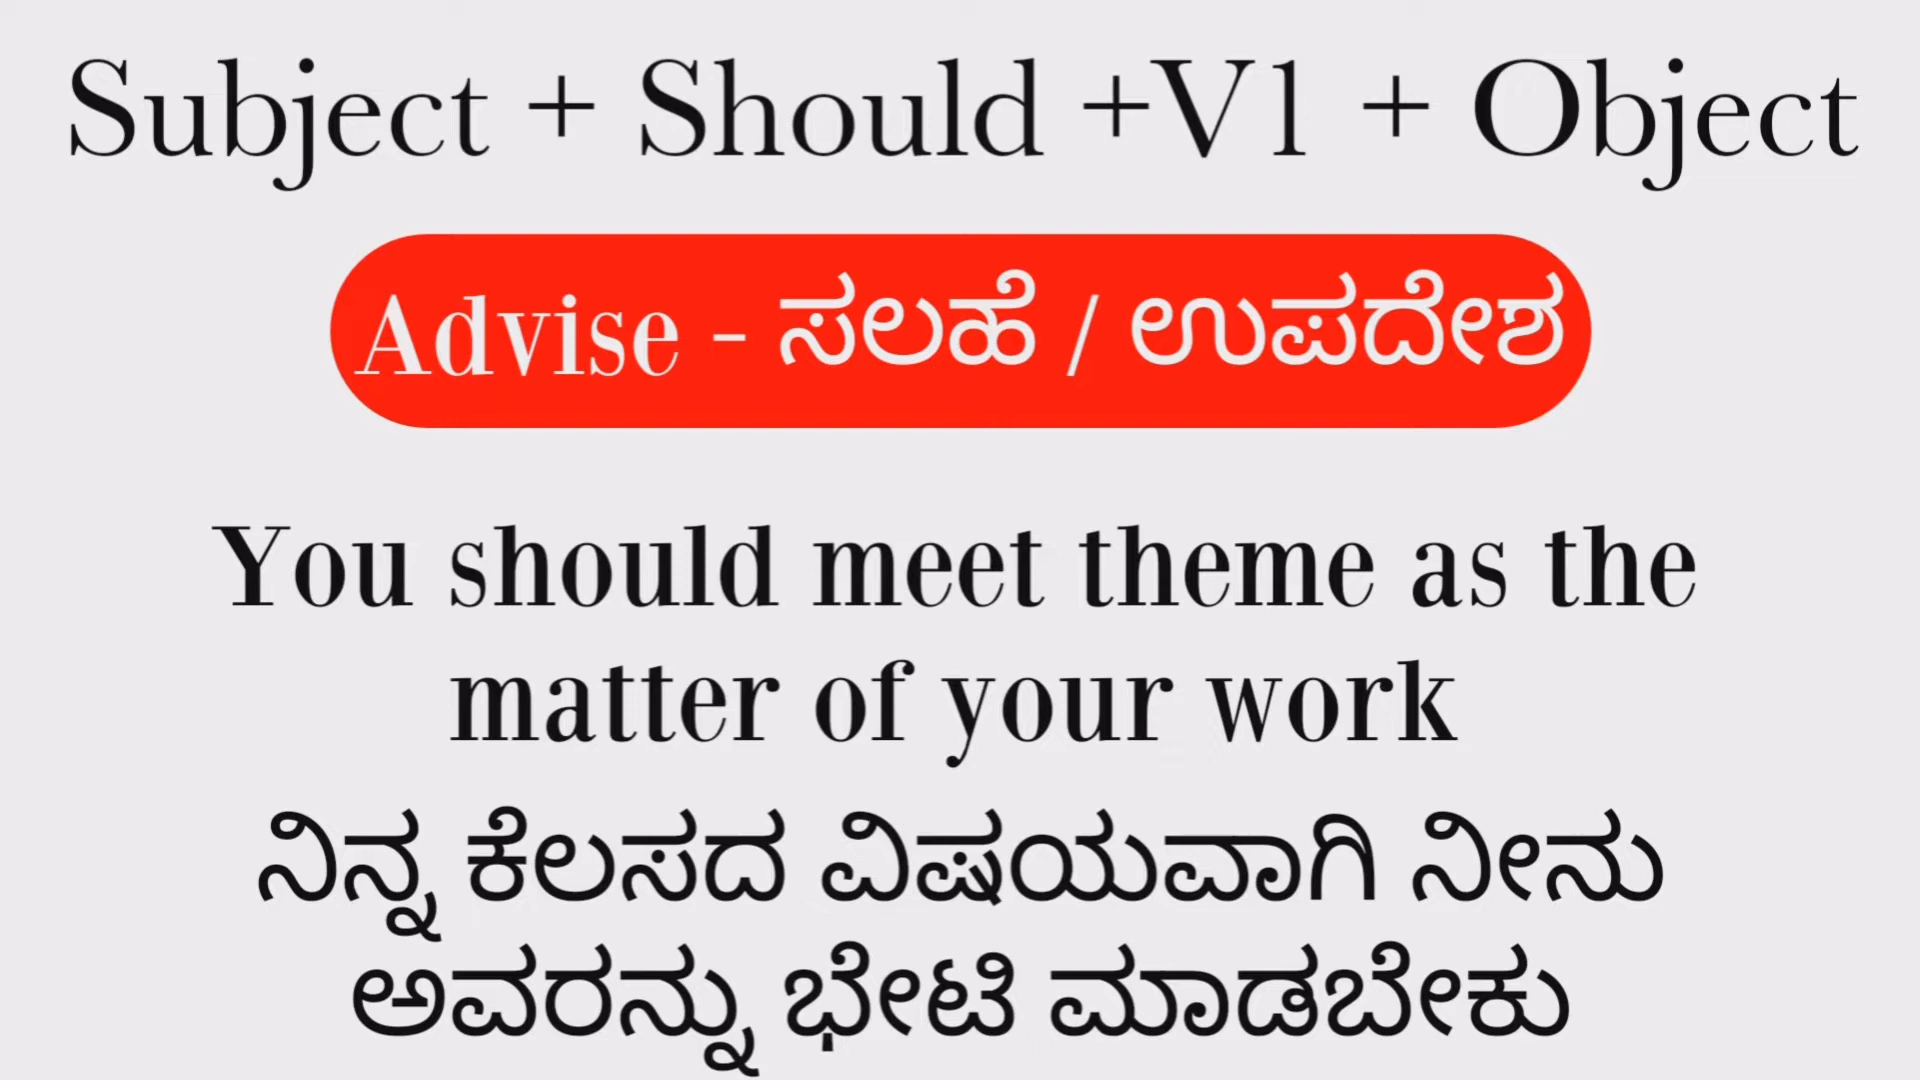 Subject + Should +V1 + Object
Advise - ಸಲಹೆ / ಉಪದೇಶ
You should meet theme as the
matter of your work
ನಿನ್ನ ಕೆಲಸದ ವಿಷಯವಾಗಿ ನೀನು
ಅವರನ್ನು ಭೇಟಿ ಮಾಡಬೇಕು